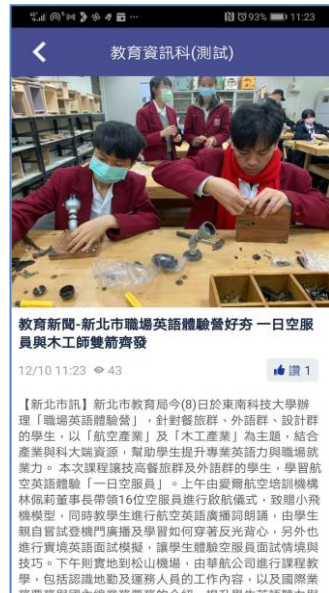 93% 11:23
教育資訊科(測試)
教育新聞-新北市職場英語體驗營好夯 一日空服
員與木工師雙箭齊發
12/10 11:23 43
讚 1
【新北市訊】新北市教育局今(8)日於東南科技大學辦
理「職場英語體驗營」，針對餐旅群、外語群、設計群
的學生，以「航空產業」及「木工產業」為主題，結合
產業資源與科大端資源，幫助學生提升專業英語力與職場就
業力。 本次課程讓技高餐旅群及外語群的學生，學習航
空英語體驗「一日空服員」。上午由愛爾航空培訓機構
林佩莉董事長帶領16位空服員進行啟航儀式，致贈小飛
機模型，同時教學生進行航空英語廣播詞朗誦，由學生
親自嘗試登機門廣播及學習如何穿著反光背心，另外也
進行實境英語面試模擬，讓學生體驗空服員面試情境與
技巧。下午則實地到松山機場，由華航公司進行課程教
學，包括認識地勤及運務人員的工作內容，以及國際業